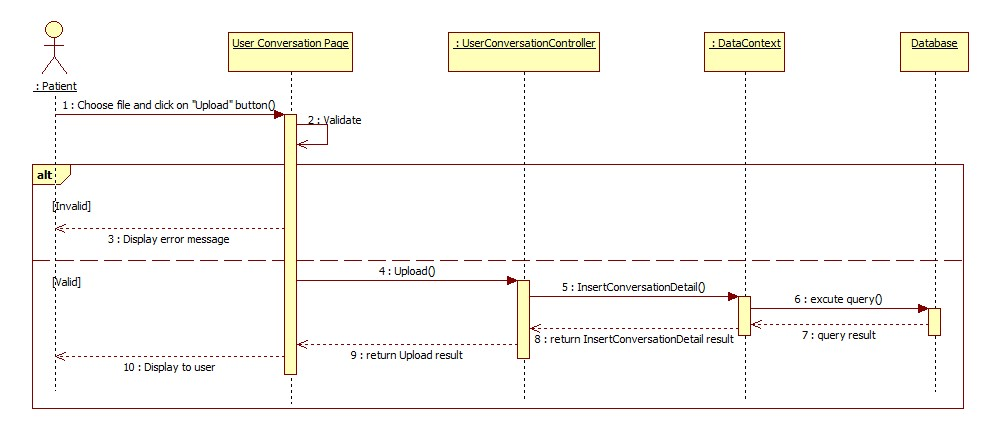 User Conversation Page
: UserConversationController
: DataContext
Database
: Patient
1 : Choose file and click on "Upload" button()
2 : Validate
alt
[Invalid]
3 : Display error message
[Valid]
4 : Upload()
5 : InsertConversationDetail()
6 : excute query()
7 : query result
8 : return InsertConversationDetail result
9 : return Upload result
10 : Display to user